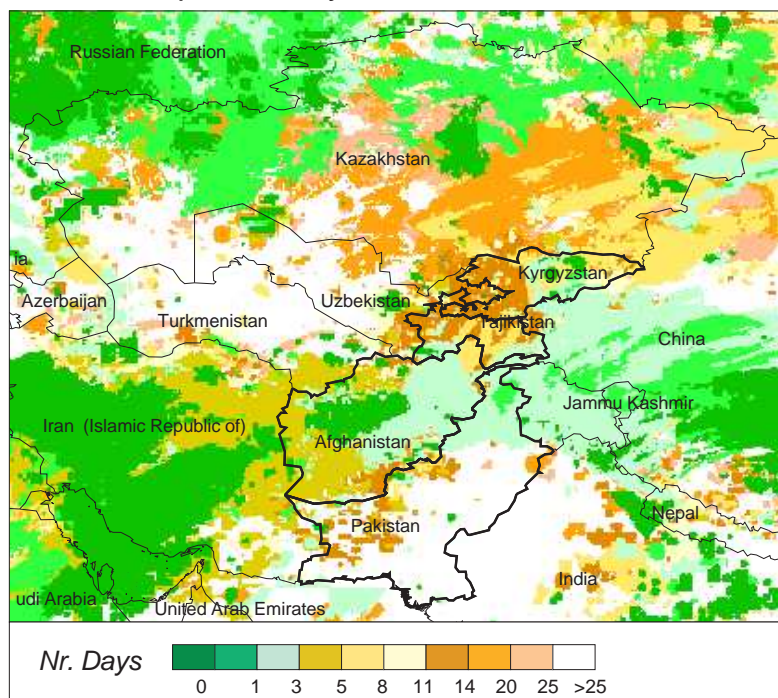 Russian Federation
Kazakhstan
Kyrgyzstan
ia
Azerbaijan
Uzbekistan
Turkmenistan
Tajikistan
China
Jammu Kashmir
Iran (Islamic Republic of)
Afghanistan
Nepal
Pakistan
India
udi Arabia
United Arab Emirates
Nr. Days
0 1 3 5 8 11 14 20 25 >25